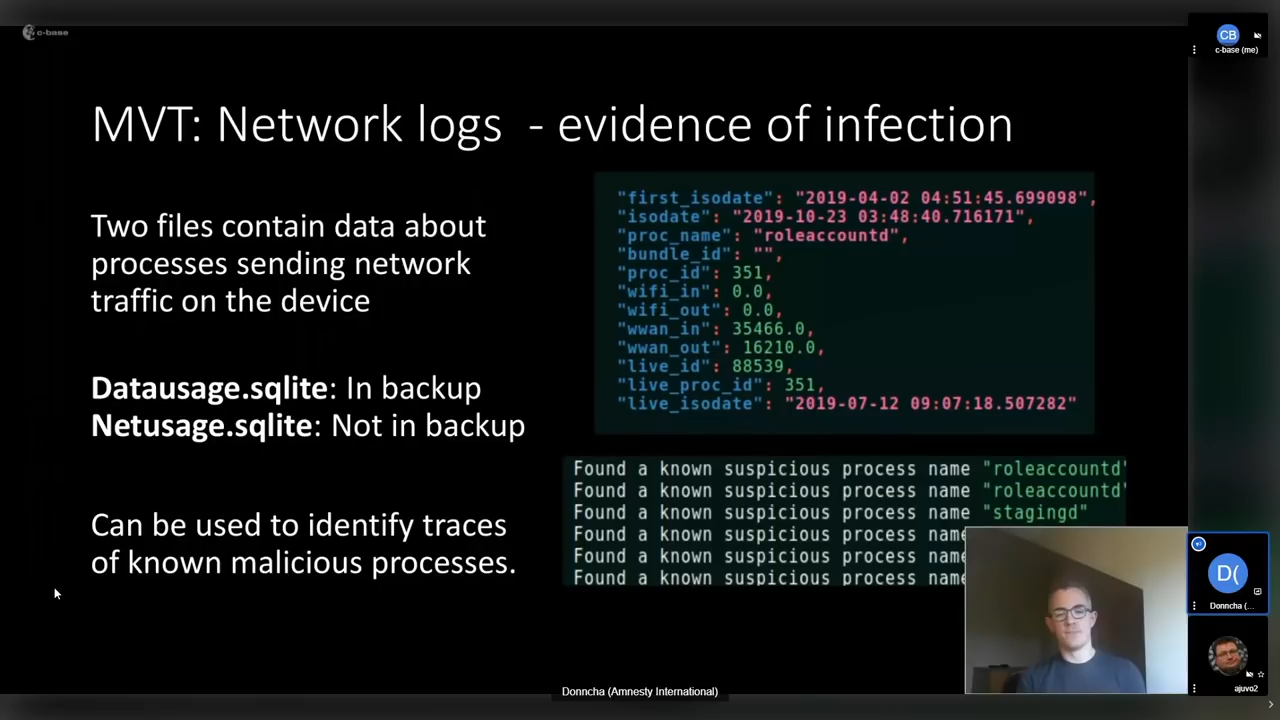 c-base
MVT: Network logs - evidence of infection
Two files contain data about
processes sending network
traffic on the device
Datausage.sqlite: In backup
Netusage.sqlite: Not in backup
Can be used to identify traces
of known malicious processes.
"first_isodate": "2019-04-02 04:51:45.699098",
"isodate": "2019-10-23 03:48:40.716171",
"proc_name": "roleaccountd",
"bundle_id": "",
"proc_id": 351,
"wifi_in": 0.0,
"wifi_out": 0.0,
"wwan_in": 35466.0,
"wwan_out": 16210.0,
"live_id": 88539,
"live_proc_id": 351,
"live_isodate": "2019-07-12 09:07:18.507282"
Found a known suspicious process name "roleaccountd"
Found a known suspicious process name "roleaccountd"
Found a known suspicious process name "stagingd"
Found a known suspicious process name
Found a known suspicious process name
Found a known suspicious process name
CB
c-base (me)
D(
Donncha (...
ajuvo2
Donncha (Amnesty International)